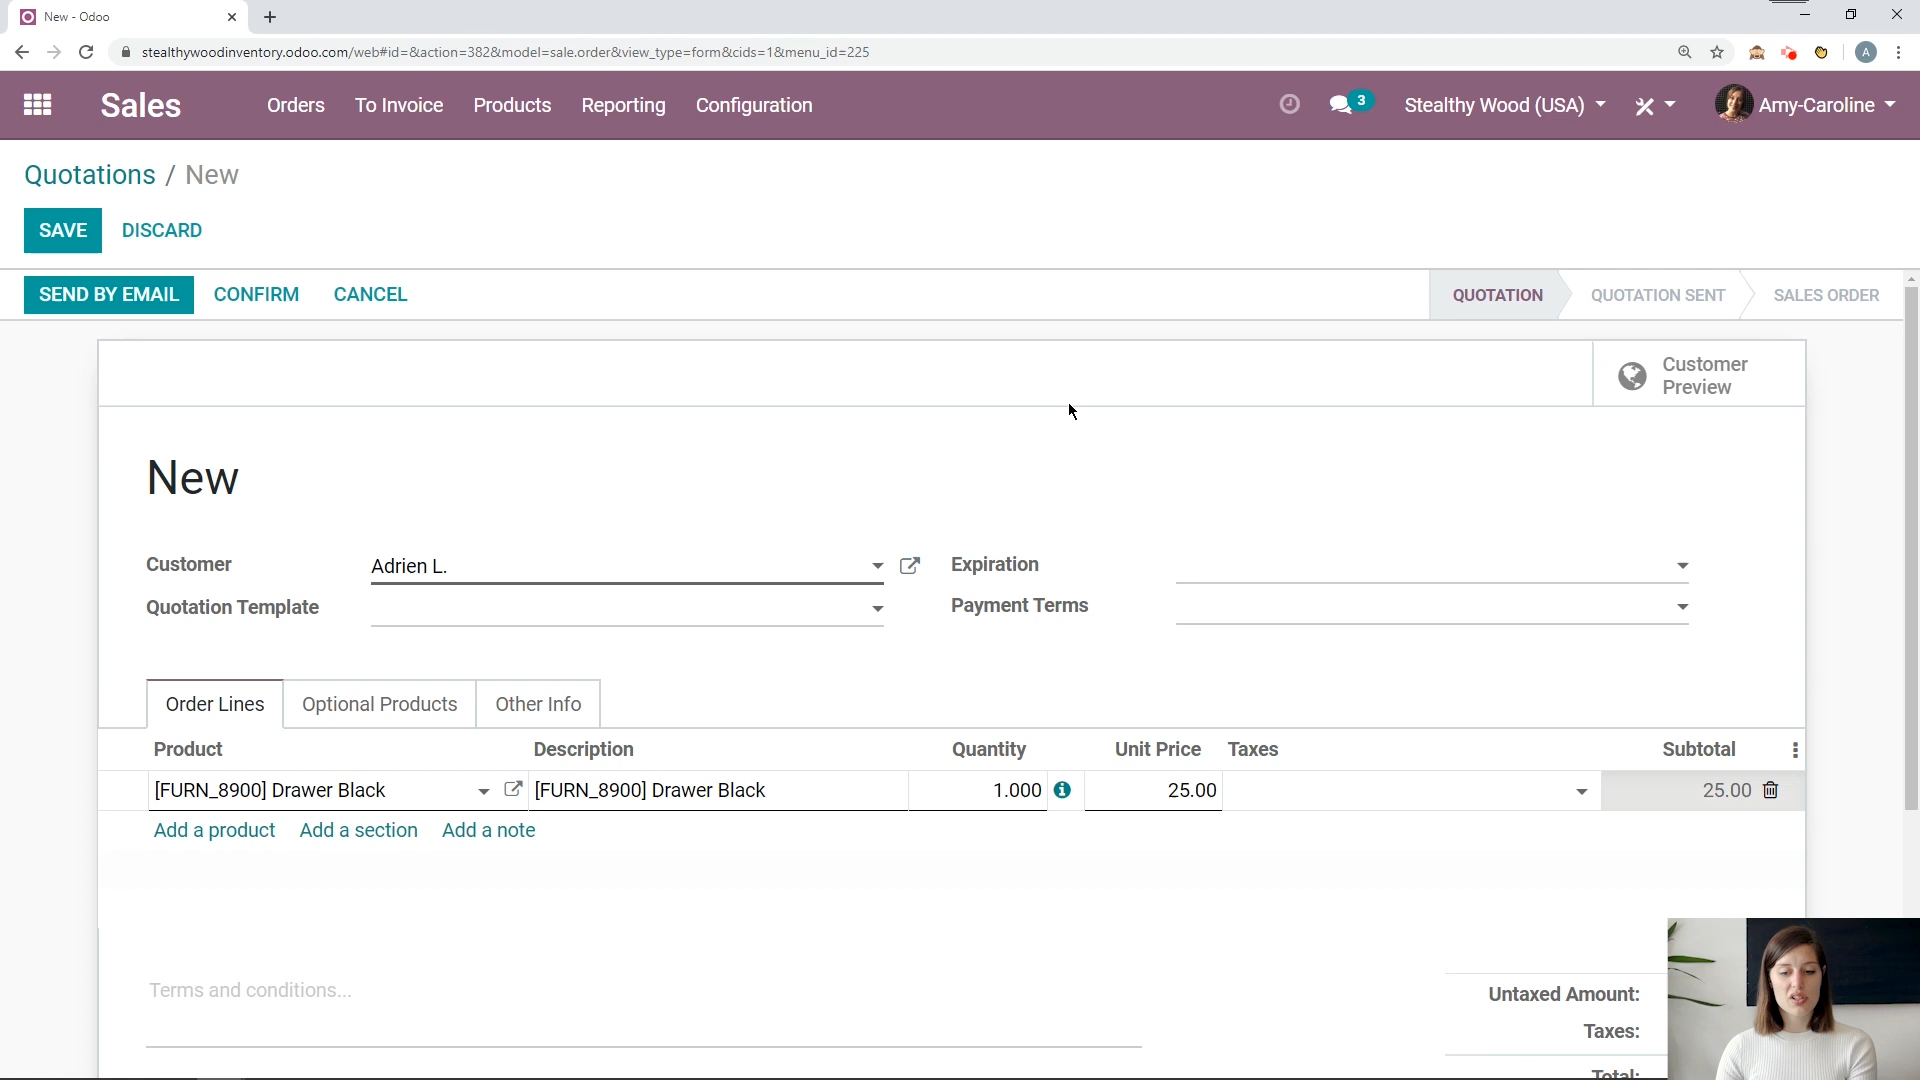 New - Odoo
stealthywoodinventory.odoo.com/web#id=&action=382&model=sale.order&view_type=form&cids=1&menu_id=225
A
Sales Orders To Invoice Products Reporting Configuration 3 Stealthy Wood (USA) Amy-Caroline
Quotations / New
SAVE DISCARD
SEND BY EMAIL CONFIRM CANCEL QUOTATION QUOTATION SENT SALES ORDER
Customer
Preview
New
Customer Adrien L. Expiration
Quotation Template Payment Terms
Order Lines Optional Products Other Info
Product Description Quantity Unit Price Taxes Subtotal
[FURN_8900] Drawer Black [FURN_8900] Drawer Black 1.000 25.00 25.00
Add a product Add a section Add a note
Terms and conditions...
Untaxed Amount:
Taxes:
Total: